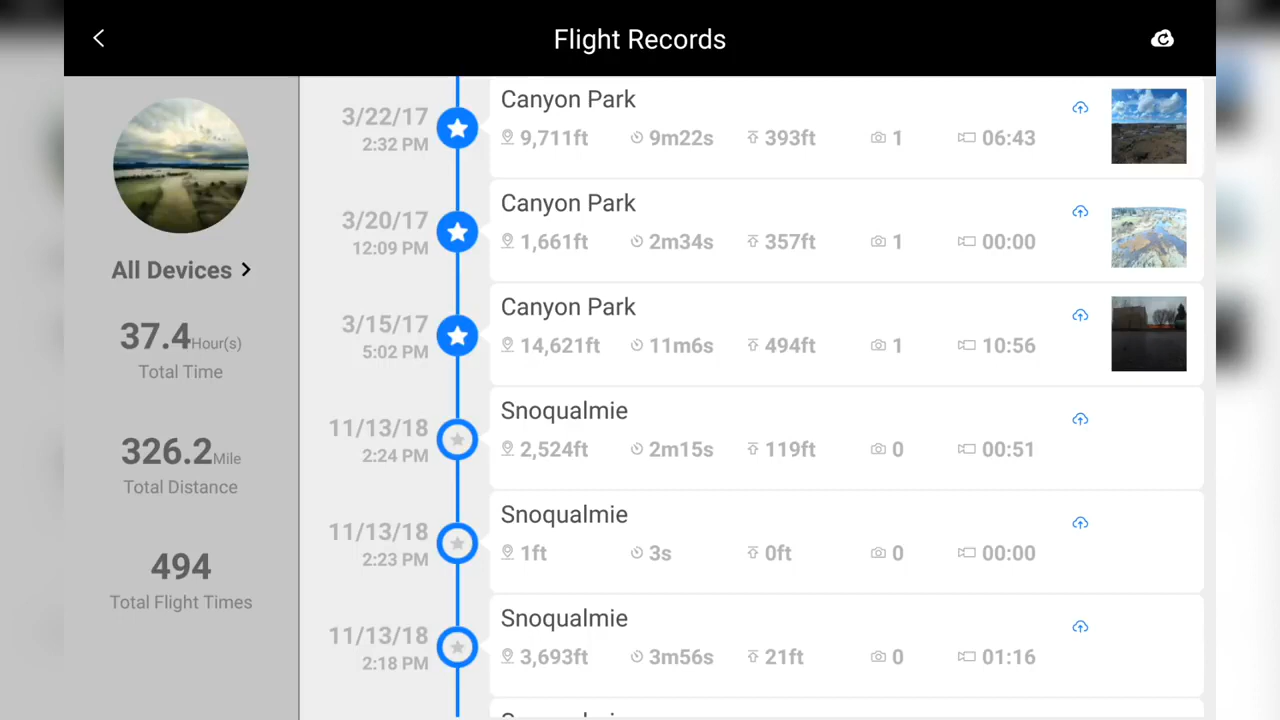 Flight Records
All Devices
37.4Hour(s)
Total Time
326.2Mile
Total Distance
494
Total Flight Times
3/22/17
2:32 PM
Canyon Park
9,711ft 9m22s 393ft 1 06:43
3/20/17
12:09 PM
Canyon Park
1,661ft 2m34s 357ft 1 00:00
3/15/17
5:02 PM
Canyon Park
14,621ft 11m6s 494ft 1 10:56
11/13/18
2:24 PM
Snoqualmie
2,524ft 2m15s 119ft 0 00:51
11/13/18
2:23 PM
Snoqualmie
1ft 3s 0ft 0 00:00
11/13/18
2:18 PM
Snoqualmie
3,693ft 3m56s 21ft 0 01:16